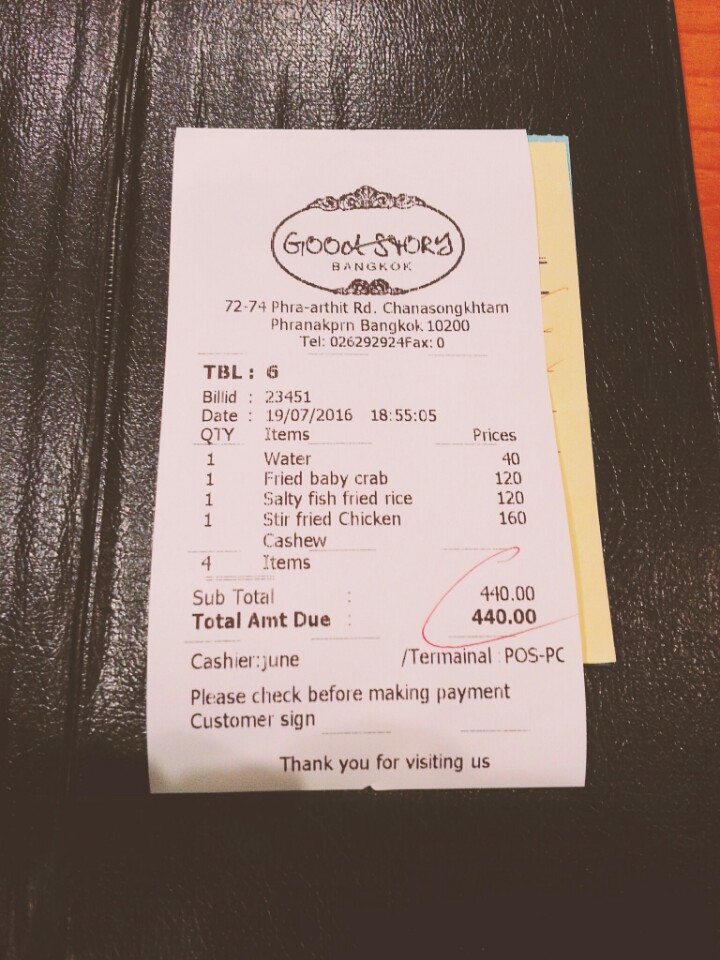 GOOd StORY
BANGKOK
72-74 Phra-arthit Rd. Chanasongkhtam
Phranakprn Bangkok 10200
Tel: 026292924Fax: 0
TBL : 6
Billid : 23451
Date : 19/07/2016 18:55:05
QTY Items Prices
1 Water 40
1 Fried baby crab 120
1 Salty fish fried rice 120
1 Stir fried Chicken 160
Cashew
4 Items
Sub Total : 440.00
Total Amt Due : 440.00
Cashier:june /Termainal :POS-PC
Please check before making payment
Customer sign
Thank you for visiting us